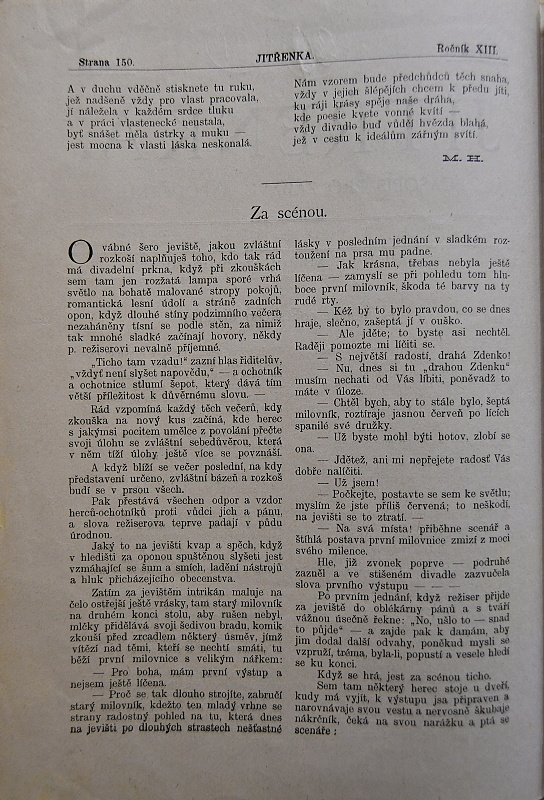 Strana 150.
JITŘENKA.
Ročník XIII.
A v duchu vděčně stisknete tu ruku,
jež nadšeně vždy pro vlast pracovala,
jí náležela v každém srdce tluku
a v práci vlastenecké neustala,
byť snášet měla ústrky a muku —
jest mocna k vlasti láska neskonalá.
Nám vzorem bude předchůdců těch snaha,
vždy v jejich šlépějích chcem k předu jíti,
ku ráji krásy spěje naše dráha,
kde poesie kvete vonné kvítí —
vždy divadlo buď vůdčí hvězda blahá,
jež v cestu k ideálům zářným svítí.
M. H.
Za scénou.
Ovábné šero jeviště, jakou zvláštní
rozkoší naplňuješ toho, kdo tak rád
má divadelní prkna, když při zkouškách
sem tam jen rozžatá lampa sporé vrhá
světlo na bohatě malované stropy pokojů,
romantická lesní údolí a stráně zadních
opon, když dlouhé stíny podzimního večera
nezaháněny tísní se podle stěn, za nimiž
tak mnohé sladké začínají hovory, někdy
p. režiserovi nevalně příjemné.
„Ticho tam vzadu!“ zazní hlas řiditelův,
„vždyť není slyšet napovědu,“ — a ochotník
a ochotnice stlumí šepot, který dává tím
větší příležitost k důvěrnému slovu. —
Rád vzpomíná každý těch večerů, kdy
zkouška na nový kus začíná, kde herec
s jakýmsi pocitem umělce z povolání přečte
svoji úlohu se zvláštní sebedůvěrou, která
v něm tíží úlohy ještě více se povznáší.
A když blíží se večer poslední, na kdy
představení určeno, zvláštní bázeň a rozkoš
budí se v prsou všech.
Pak přestává všechen odpor a vzdor
herců-ochotníků proti vůdci jich a pánu,
a slova režiserova teprve padají v půdu
úrodnou.
Jaký to na jevišti kvap a spěch, když
v hledišti za oponou spuštěnou slyšeti jest
vzmáhající se šum a smích, ladění nástrojů
a hluk přicházejícího obecenstva.
Zatím za jevištěm intrikán maluje na
čelo ostřejší ještě vrásky, tam starý milovník
na druhém konci stolu, aby rušen nebyl,
mlčky přidělává svoji šedivou bradu, komik
zkouší před zrcadlem některý úsměv, jímž
vítězí nad těmi, kteří se nechtí smáti, tu
běží první milovnice s velikým nářkem:
— Pro boha, mám první výstup a
nejsem ještě líčena.
— Proč se tak dlouho strojíte, zabručí
starý milovník, kdežto ten mladý vrhne se
strany radostný pohled na tu, která dnes
na jevišti po dlouhých strastech nešťastné
lásky v posledním jednání v sladkém roz-
toužení na prsa mu padne.
— Jak krásna, třebas nebyla ještě
líčena — zamyslí se při pohledu tom hlu-
boce první milovník, škoda té barvy na ty
rudé rty.
— Kéž by to bylo pravdou, co se dnes
hraje, slečno, zašeptá jí v ouško.
— Ale jděte; to byste asi nechtěl.
Raději pomozte mi líčiti se.
— S největší radostí, drahá Zdenko!
— Nu, dnes si tu „drahou Zdenku“
musím nechati od Vás líbiti, poněvadž to
máte v úloze.
— Chtěl bych, aby to stále bylo, šeptá
milovník, roztíraje jasnou červeň po lících
spanilé své družky.
— Už byste mohl býti hotov, zlobí se
ona.
— Jdětež, ani mi nepřejete radosť Vás
dobře nalíčiti.
— Už jsem!
— Počkejte, postavte se sem ke světlu;
myslím že jste příliš červená; to neškodí,
na jevišti se to ztratí. —
— Na svá místa! přiběhne scenář a
štíhlá postava první milovnice zmizí z moci
svého milence.
Hle, již zvonek poprve — podruhé
zazněl a ve stišeném divadle zazvučela
slova prvního výstupu — — —
Po prvním jednání, když režiser přijde
za jeviště do oblékárny pánů a s tváří
vážnou úsečně řekne: „No, ušlo to — snad
to půjde“ — a zajde pak k damám, aby
jim dodal další odvahy, poněkud mysl se
vzpruží, tréma, byla-li, popustí a vesele hledí
se ku konci.
Když se hrá, jest za scénou ticho.
Sem tam některý herec stoje u dveří,
kudy má vyjít, k výstupu jsa připraven a
narovnávaje svou vestu a nervosně škubaje
nákrčník, čeká na svou narážku a ptá se
scenáře: